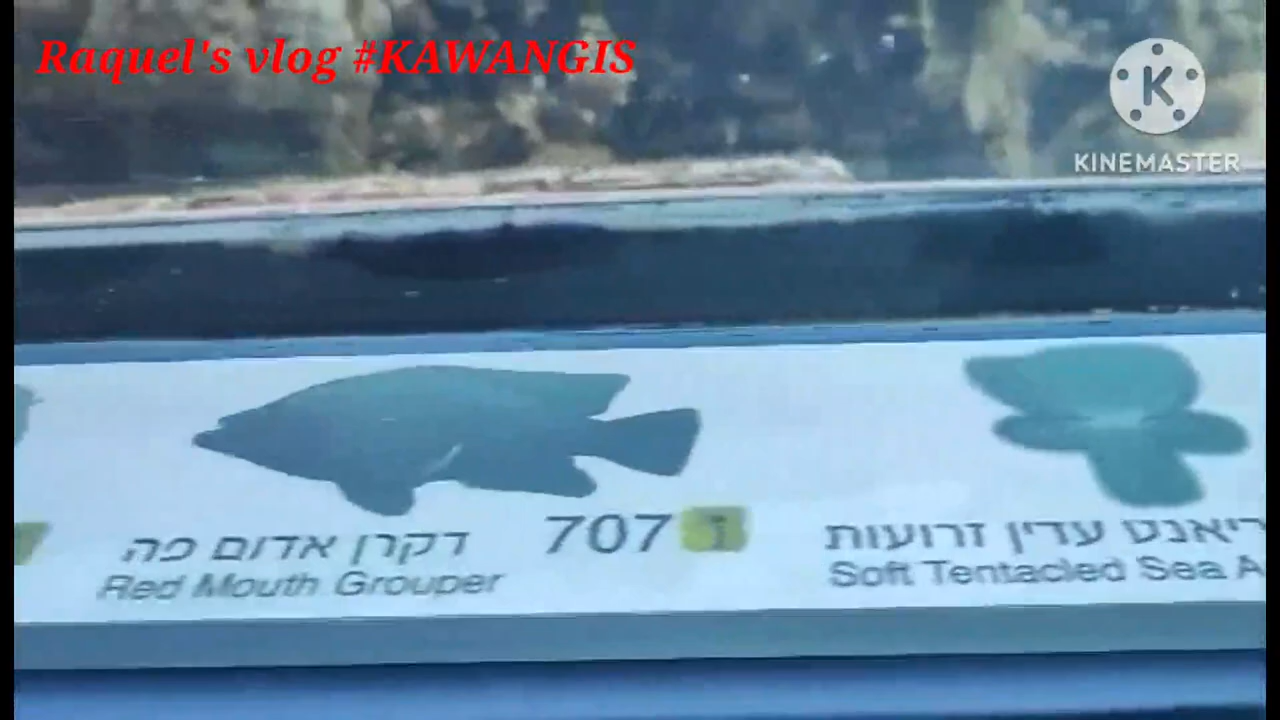 Raquel's vlog #KAWANGIS
K
KINEMASTER
דקרן אדום פה 707
Red Mouth Grouper
ריאנט עדין זרועות
Soft Tentacled Sea A